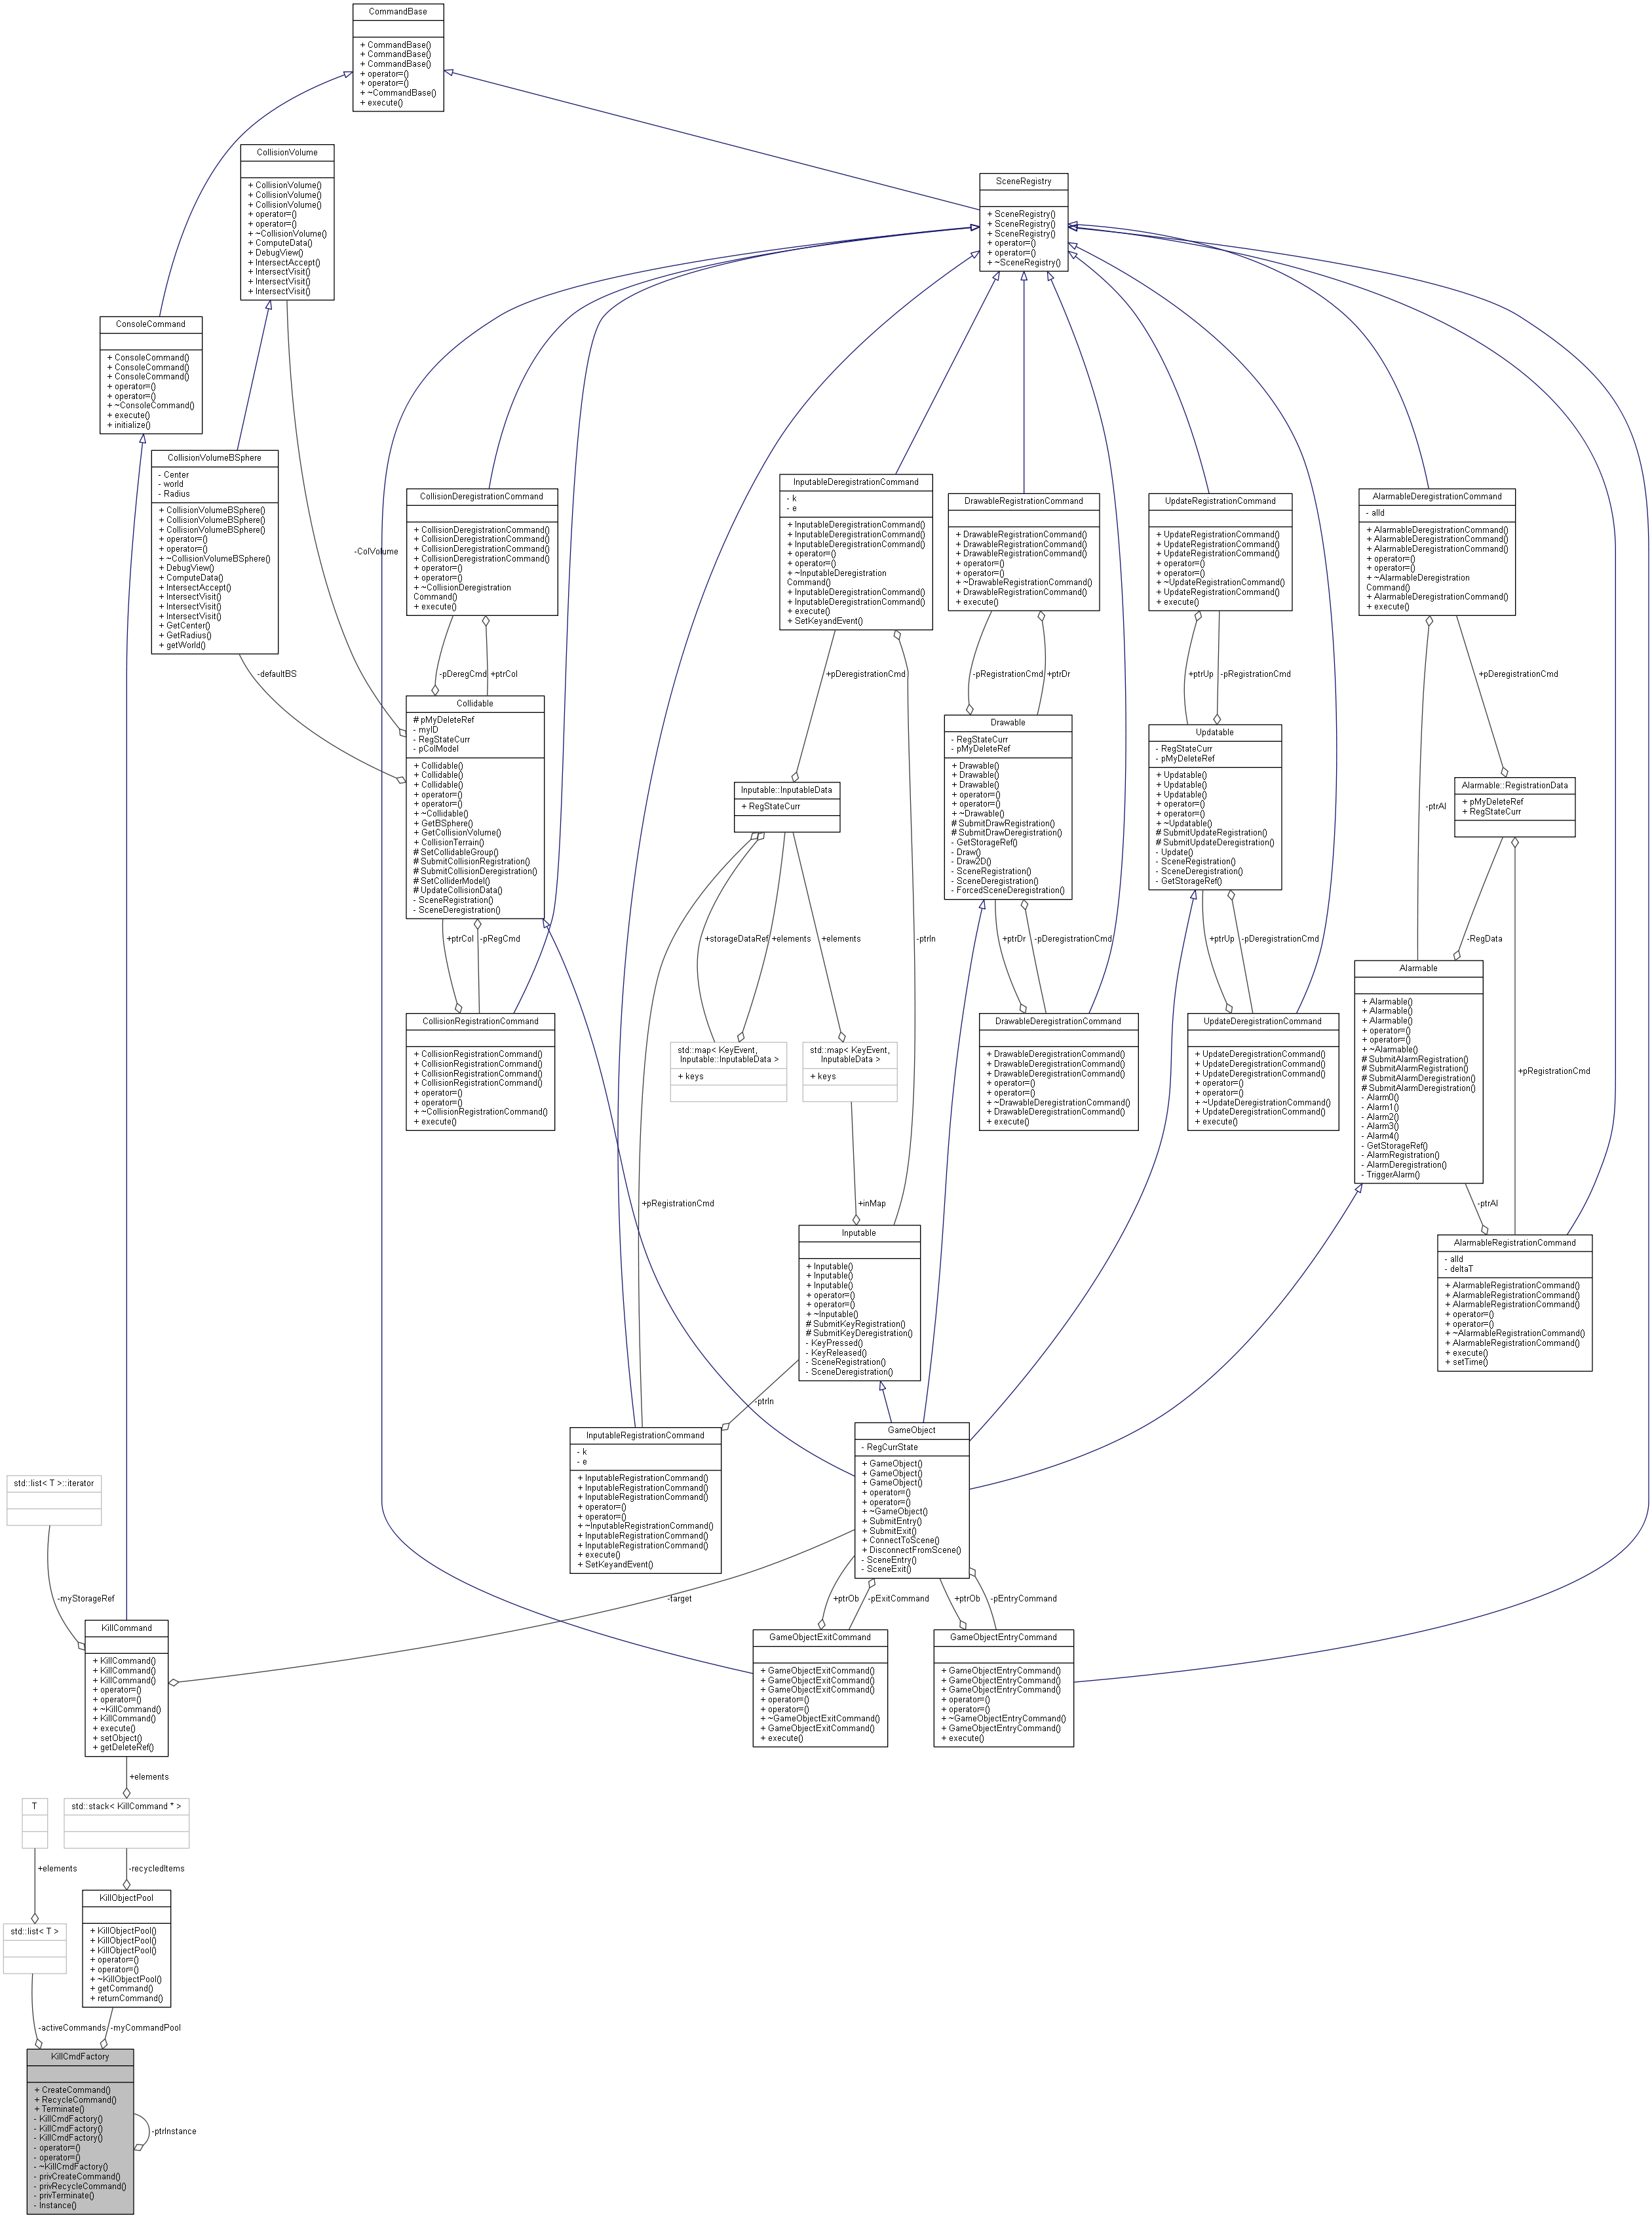 CommandBase
+ CommandBase()
+ CommandBase()
+ CommandBase()
+ operator=()
+ operator=()
+ ~CommandBase()
+ execute()
CollisionVolume
+ CollisionVolume()
+ CollisionVolume()
+ CollisionVolume()
+ operator=()
+ operator=()
+ ~CollisionVolume()
+ ComputeData()
+ DebugView()
+ IntersectAccept()
+ IntersectVisit()
+ IntersectVisit()
+ IntersectVisit()
SceneRegistry
+ SceneRegistry()
+ SceneRegistry()
+ SceneRegistry()
+ operator=()
+ operator=()
+ ~SceneRegistry()
ConsoleCommand
+ ConsoleCommand()
+ ConsoleCommand()
+ ConsoleCommand()
+ operator=()
+ operator=()
+ ~ConsoleCommand()
+ execute()
+ initialize()
CollisionVolumeBSphere
- Center
- world
- Radius
+ CollisionVolumeBSphere()
+ CollisionVolumeBSphere()
+ CollisionVolumeBSphere()
+ operator=()
+ operator=()
+ ~CollisionVolumeBSphere()
+ DebugView()
+ ComputeData()
+ IntersectAccept()
+ IntersectVisit()
+ IntersectVisit()
+ IntersectVisit()
+ GetCenter()
+ GetRadius()
+ getWorld()
-ColVolume
CollisionDeregistrationCommand
+ CollisionDeregistrationCommand()
+ CollisionDeregistrationCommand()
+ CollisionDeregistrationCommand()
+ CollisionDeregistrationCommand()
+ operator=()
+ operator=()
+ ~CollisionDeregistration
Command()
+ execute()
InputableDeregistrationCommand
- k
- e
+ InputableDeregistrationCommand()
+ InputableDeregistrationCommand()
+ InputableDeregistrationCommand()
+ operator=()
+ operator=()
+ ~InputableDeregistration
Command()
+ InputableDeregistrationCommand()
+ InputableDeregistrationCommand()
+ execute()
+ SetKeyandEvent()
DrawableRegistrationCommand
+ DrawableRegistrationCommand()
+ DrawableRegistrationCommand()
+ DrawableRegistrationCommand()
+ operator=()
+ operator=()
+ ~DrawableRegistrationCommand()
+ DrawableRegistrationCommand()
+ execute()
UpdateRegistrationCommand
+ UpdateRegistrationCommand()
+ UpdateRegistrationCommand()
+ UpdateRegistrationCommand()
+ operator=()
+ operator=()
+ ~UpdateRegistrationCommand()
+ UpdateRegistrationCommand()
+ execute()
AlarmableDeregistrationCommand
- alId
+ AlarmableDeregistrationCommand()
+ AlarmableDeregistrationCommand()
+ AlarmableDeregistrationCommand()
+ operator=()
+ operator=()
+ ~AlarmableDeregistration
Command()
+ AlarmableDeregistrationCommand()
+ execute()
-defaultBS
-pDeregCmd
+ptrCol
+pDeregistrationCmd
-pRegistrationCmd
+ptrDr
+ptrUp
-pRegistrationCmd
+pDeregistrationCmd
Collidable
# pMyDeleteRef
- myID
- RegStateCurr
- pColModel
+ Collidable()
+ Collidable()
+ Collidable()
+ operator=()
+ operator=()
+ ~Collidable()
+ GetBSphere()
+ GetCollisionVolume()
+ CollisionTerrain()
# SetCollidableGroup()
# SubmitCollisionRegistration()
# SubmitCollisionDeregistration()
# SetColliderModel()
# UpdateCollisionData()
- SceneRegistration()
- SceneDeregistration()
Inputable::InputableData
+ RegStateCurr
Drawable
- RegStateCurr
- pMyDeleteRef
+ Drawable()
+ Drawable()
+ Drawable()
+ operator=()
+ operator=()
+ ~Drawable()
# SubmitDrawRegistration()
# SubmitDrawDeregistration()
- GetStorageRef()
- Draw()
- Draw2D()
- SceneRegistration()
- SceneDeregistration()
- ForcedSceneDeregistration()
Updatable
- RegStateCurr
- pMyDeleteRef
+ Updatable()
+ Updatable()
+ Updatable()
+ operator=()
+ operator=()
+ ~Updatable()
# SubmitUpdateRegistration()
# SubmitUpdateDeregistration()
- Update()
- SceneRegistration()
- SceneDeregistration()
- GetStorageRef()
-ptrAl
Alarmable::RegistrationData
+ pMyDeleteRef
+ RegStateCurr
+ptrCol
-pRegCmd
+storageDataRef
+elements
+elements
-ptrIn
+ptrDr
-pDeregistrationCmd
+ptrUp
-pDeregistrationCmd
-RegData
CollisionRegistrationCommand
+ CollisionRegistrationCommand()
+ CollisionRegistrationCommand()
+ CollisionRegistrationCommand()
+ CollisionRegistrationCommand()
+ operator=()
+ operator=()
+ ~CollisionRegistrationCommand()
+ execute()
std::map< KeyEvent,
Inputable::InputableData >
+ keys
std::map< KeyEvent,
InputableData >
+ keys
DrawableDeregistrationCommand
+ DrawableDeregistrationCommand()
+ DrawableDeregistrationCommand()
+ DrawableDeregistrationCommand()
+ operator=()
+ operator=()
+ ~DrawableDeregistrationCommand()
+ DrawableDeregistrationCommand()
+ execute()
UpdateDeregistrationCommand
+ UpdateDeregistrationCommand()
+ UpdateDeregistrationCommand()
+ UpdateDeregistrationCommand()
+ operator=()
+ operator=()
+ ~UpdateDeregistrationCommand()
+ UpdateDeregistrationCommand()
+ execute()
Alarmable
+ Alarmable()
+ Alarmable()
+ Alarmable()
+ operator=()
+ operator=()
+ ~Alarmable()
# SubmitAlarmRegistration()
# SubmitAlarmRegistration()
# SubmitAlarmDeregistration()
# SubmitAlarmDeregistration()
- Alarm0()
- Alarm1()
- Alarm2()
- Alarm3()
- Alarm4()
- GetStorageRef()
- AlarmRegistration()
- AlarmDeregistration()
- TriggerAlarm()
+pRegistrationCmd
+pRegistrationCmd
+inMap
-ptrAl
Inputable
+ Inputable()
+ Inputable()
+ Inputable()
+ operator=()
+ operator=()
+ ~Inputable()
# SubmitKeyRegistration()
# SubmitKeyDeregistration()
- KeyPressed()
- KeyReleased()
- SceneRegistration()
- SceneDeregistration()
AlarmableRegistrationCommand
- alId
- deltaT
+ AlarmableRegistrationCommand()
+ AlarmableRegistrationCommand()
+ AlarmableRegistrationCommand()
+ operator=()
+ operator=()
+ ~AlarmableRegistrationCommand()
+ AlarmableRegistrationCommand()
+ execute()
+ setTime()
-ptrIn
InputableRegistrationCommand
- k
- e
+ InputableRegistrationCommand()
+ InputableRegistrationCommand()
+ InputableRegistrationCommand()
+ operator=()
+ operator=()
+ ~InputableRegistrationCommand()
+ InputableRegistrationCommand()
+ InputableRegistrationCommand()
+ execute()
+ SetKeyandEvent()
GameObject
- RegCurrState
+ GameObject()
+ GameObject()
+ GameObject()
+ operator=()
+ operator=()
+ ~GameObject()
+ SubmitEntry()
+ SubmitExit()
+ ConnectToScene()
+ DisconnectFromScene()
- SceneEntry()
- SceneExit()
std::list< T >::iterator
-myStorageRef
-target
+ptrOb
-pExitCommand
+ptrOb
-pEntryCommand
KillCommand
+ KillCommand()
+ KillCommand()
+ KillCommand()
+ operator=()
+ operator=()
+ ~KillCommand()
+ KillCommand()
+ execute()
+ setObject()
+ getDeleteRef()
GameObjectExitCommand
+ GameObjectExitCommand()
+ GameObjectExitCommand()
+ GameObjectExitCommand()
+ operator=()
+ operator=()
+ ~GameObjectExitCommand()
+ GameObjectExitCommand()
+ execute()
GameObjectEntryCommand
+ GameObjectEntryCommand()
+ GameObjectEntryCommand()
+ GameObjectEntryCommand()
+ operator=()
+ operator=()
+ ~GameObjectEntryCommand()
+ GameObjectEntryCommand()
+ execute()
+elements
T
std::stack< KillCommand * >
+elements
-recycledItems
std::list< T >
KillObjectPool
+ KillObjectPool()
+ KillObjectPool()
+ KillObjectPool()
+ operator=()
+ operator=()
+ ~KillObjectPool()
+ getCommand()
+ returnCommand()
-activeCommands
-myCommandPool
KillCmdFactory
+ CreateCommand()
+ RecycleCommand()
+ Terminate()
- KillCmdFactory()
- KillCmdFactory()
- KillCmdFactory()
- operator=()
- operator=()
- ~KillCmdFactory()
- privCreateCommand()
- privRecycleCommand()
- privTerminate()
- Instance()
-ptrInstance